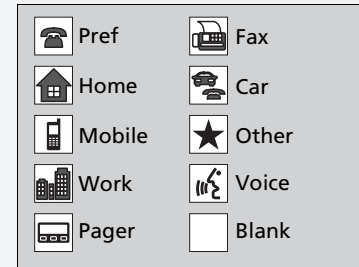 Pref
Fax
Home
Car
Mobile
Other
Work
Voice
Pager
Blank